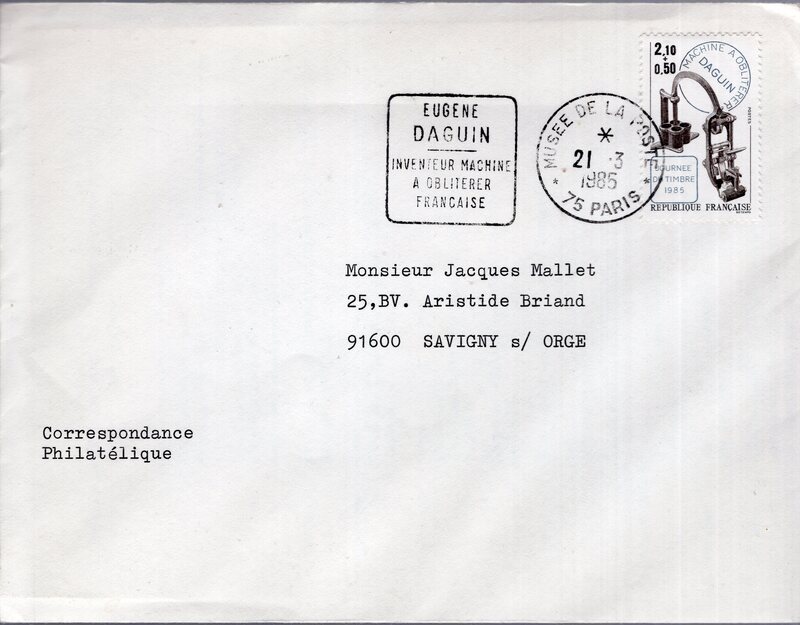 EUGENE
DAGUIN
INVENTEUR MACHINE
A OBLITERER
FRANCAISE
MUSEE DE LA POSTE
*
21 -3
1985
* 75 PARIS *
2,10
+
0,50
MACHINE A OBLITERER
DAGUIN
POSTES
JOURNEE
DU TIMBRE
1985
REPUBLIQUE FRANÇAISE
Monsieur Jacques Mallet
25,BV. Aristide Briand
91600 SAVIGNY s/ ORGE
Correspondance
Philatélique